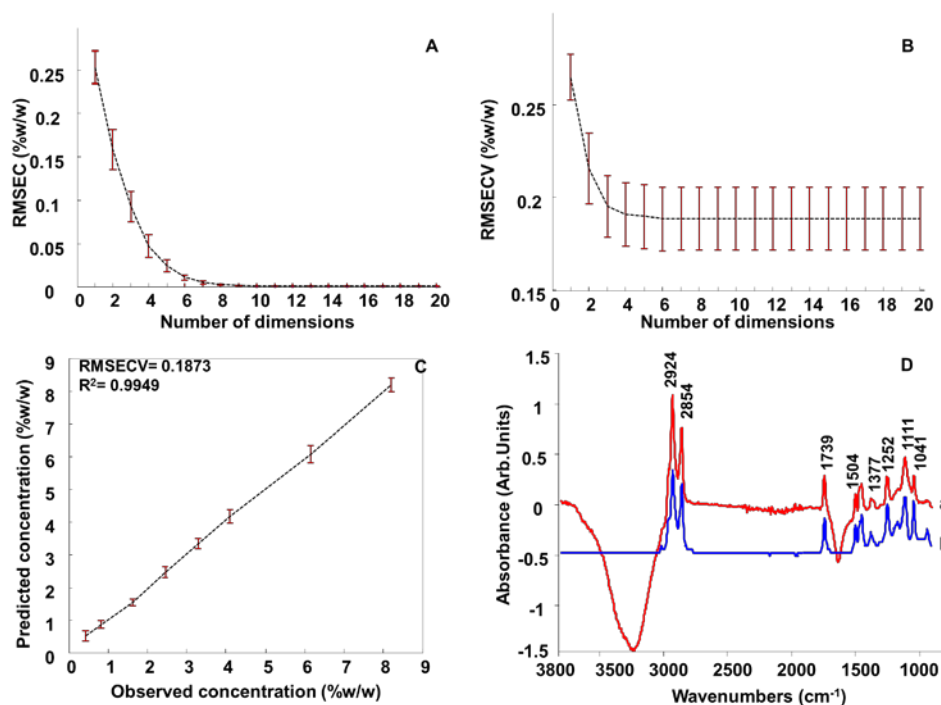 A
RMSEC (%w/w)
0.25
0.2
0.15
0.1
0.05
0
0 2 4 6 8 10 12 14 16 18 20
Number of dimensions
B
RMSECV (%w/w)
0.25
0.2
0.15
0 2 4 6 8 10 12 14 16 18 20
Number of dimensions
C
RMSECV= 0.1873
R²= 0.9949
Predicted concentration (%w/w)
9
8
7
6
5
4
3
2
1
0
0 1 2 3 4 5 6 7 8 9
Observed concentration (%w/w)
D
Absorbance (Arb.Units)
1.5
1
0.5
0
-0.5
-1
-1.5
2924
2854
1739
1504
1377
1252
1111
1041
a
3800 3000 2000 1500 1000
Wavenumbers (cm⁻¹)